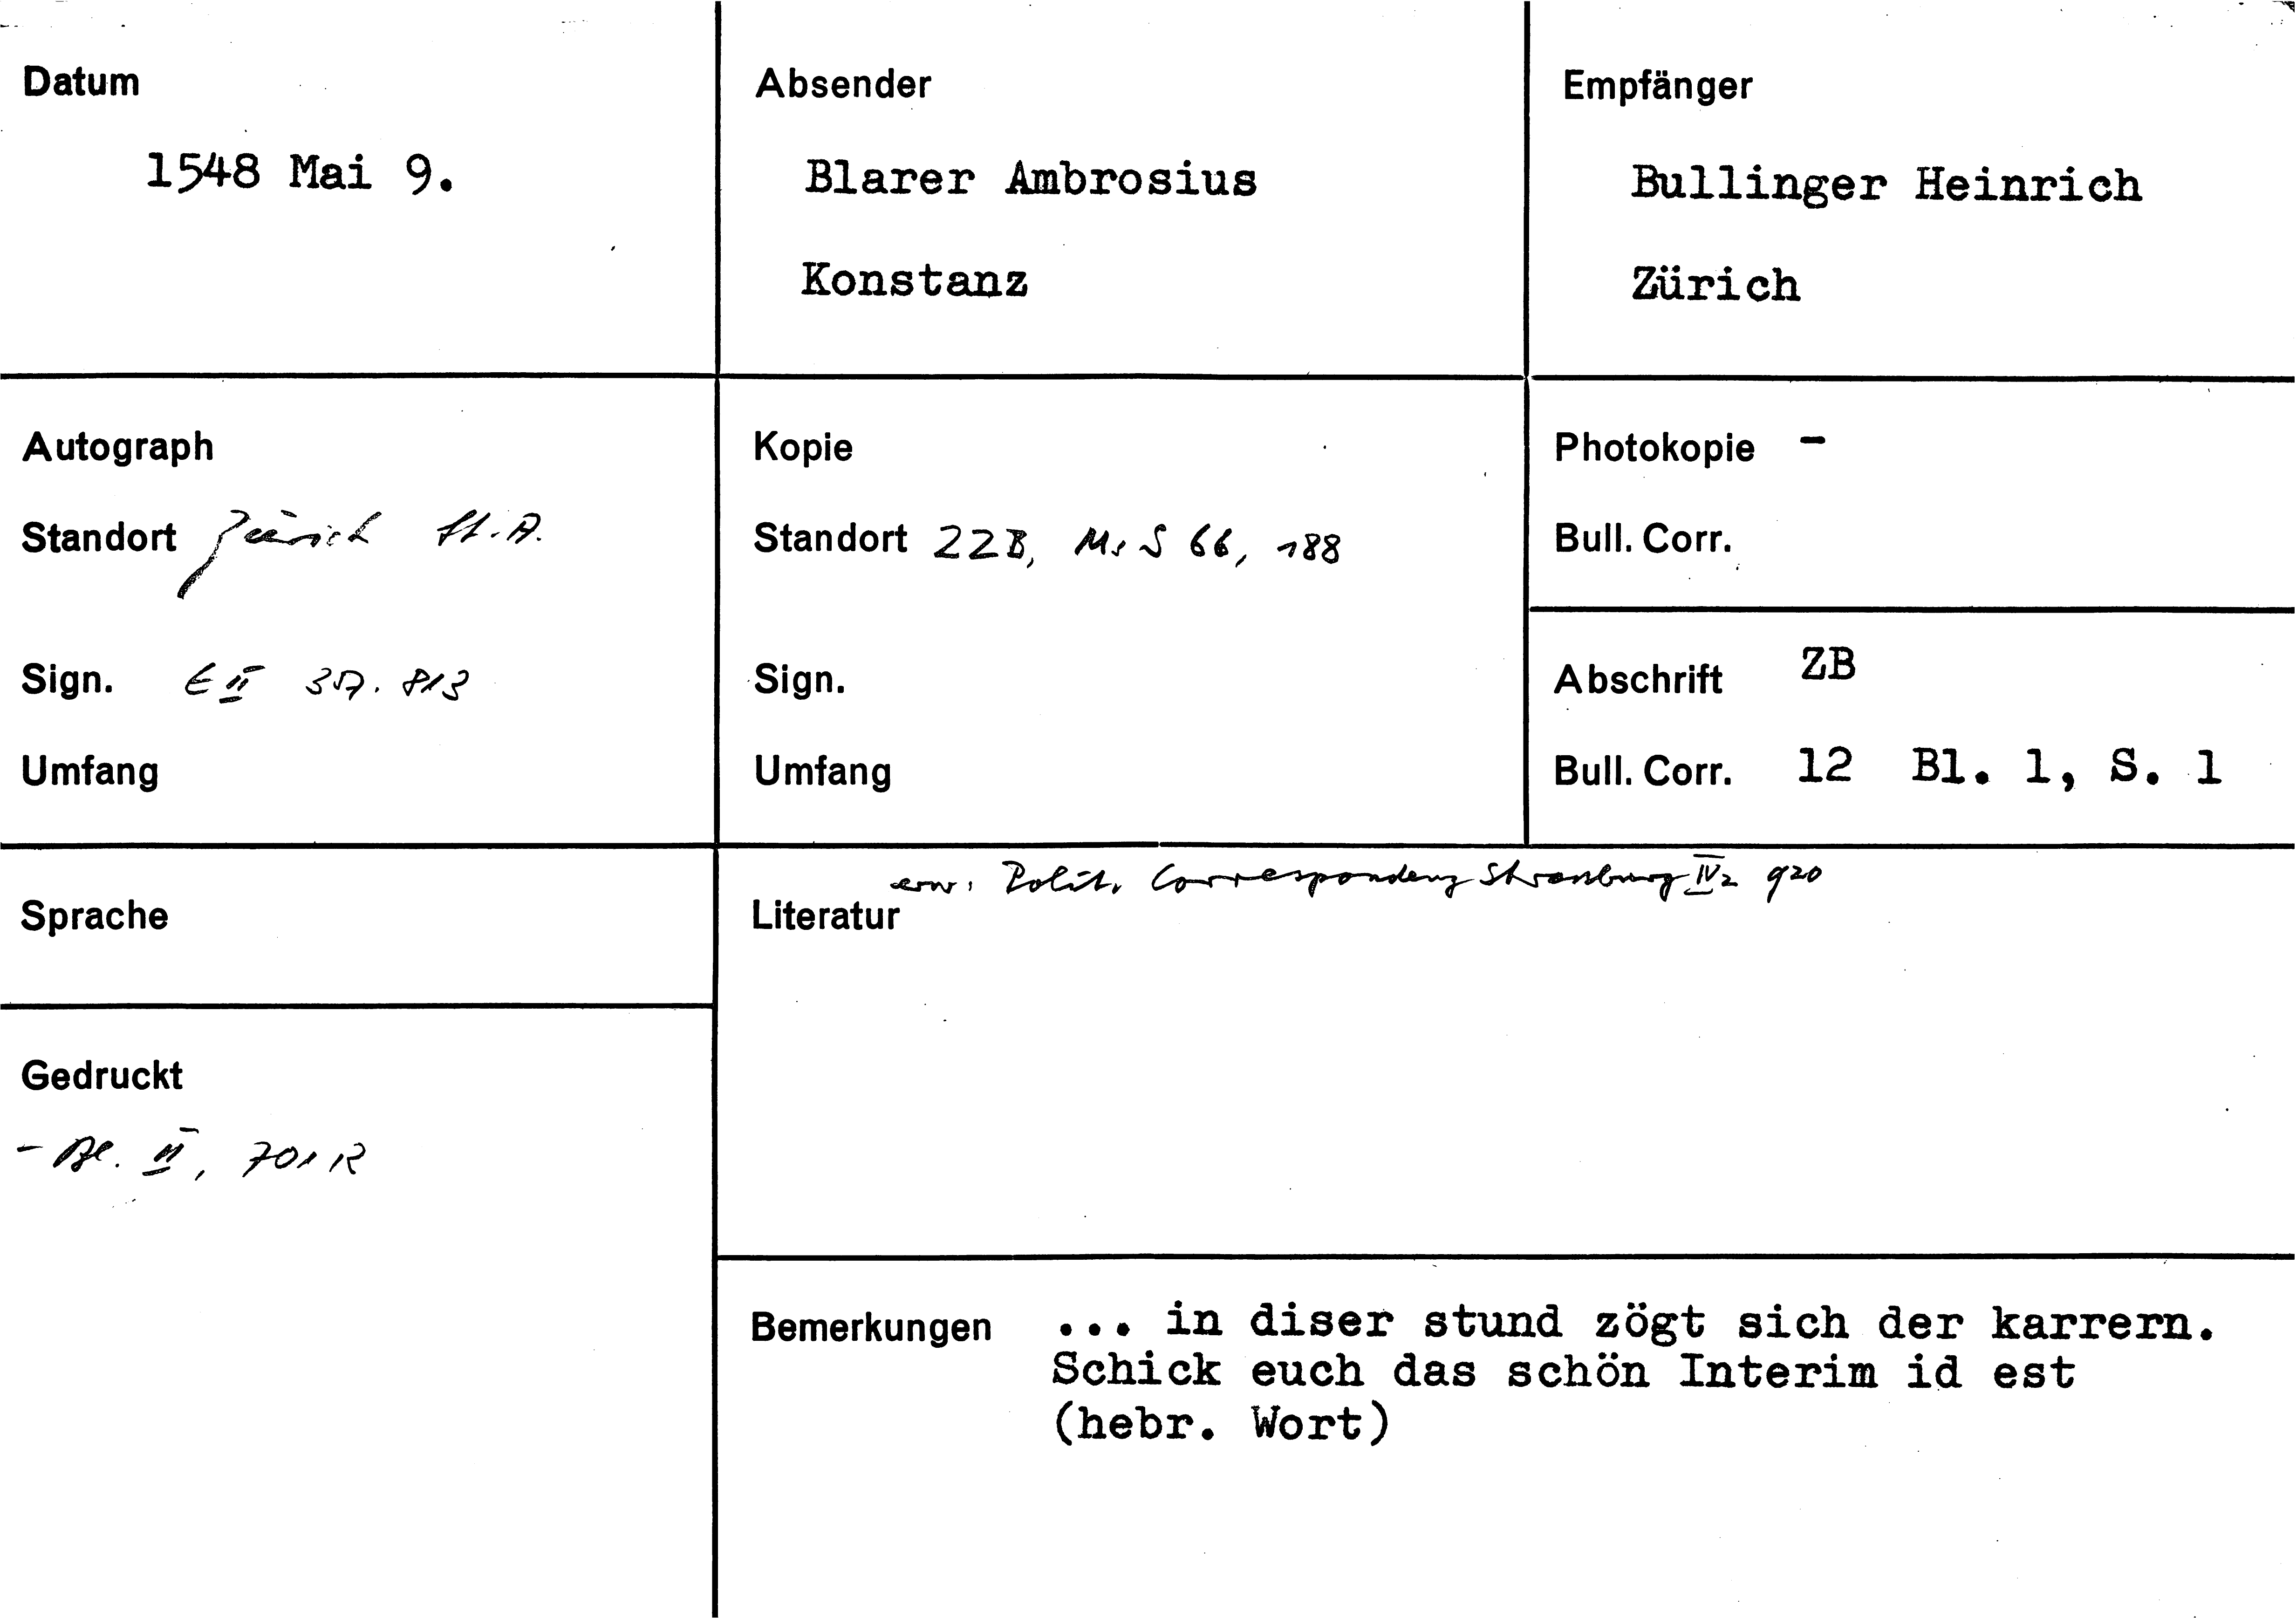 Datum
1548 Mai 9.
Absender
Blarer Ambrosius
Konstanz
Empfänger
Bullinger Heinrich
Zürich
Autograph
Standort Zürich St.A.
Sign. E II 357. 813
Umfang
Kopie
Standort ZZB, Ms S 66, 188
Sign.
Umfang
Photokopie -
Bull. Corr.
Abschrift ZB
Bull. Corr. 12 Bl. 1, S. 1
Sprache
Gedruckt
- Bl. II, 701 R
erw: Polit. Correspondenz Strassburg IV2 920
Literatur
Bemerkungen ... in diser stund zögt sich der karrern.
Schick euch das schön Interim id est
(hebr. Wort)